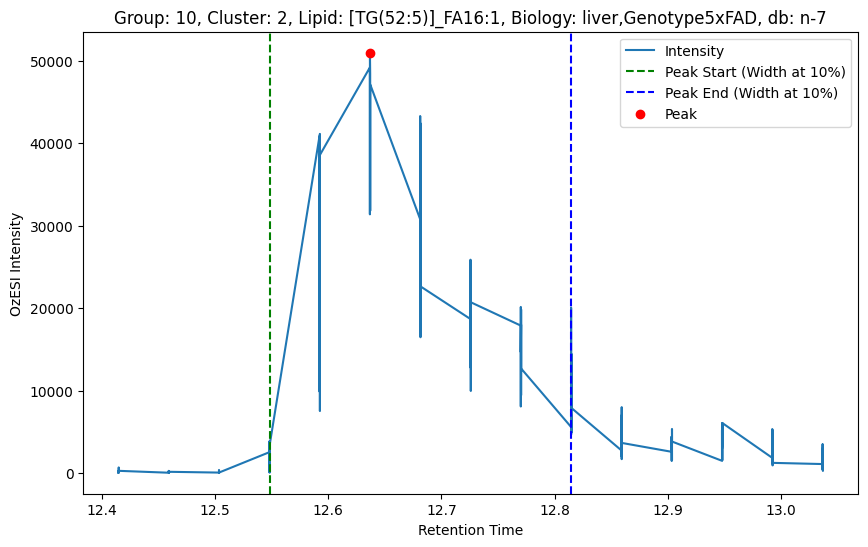 Group: 10, Cluster: 2, Lipid: [TG(52:5)]_FA16:1, Biology: liver,Genotype5xFAD, db: n-7
Intensity
Peak Start (Width at 10%)
Peak End (Width at 10%)
Peak
50000
40000
30000
20000
10000
0
OzESI Intensity
12.4 12.5 12.6 12.7 12.8 12.9 13.0
Retention Time